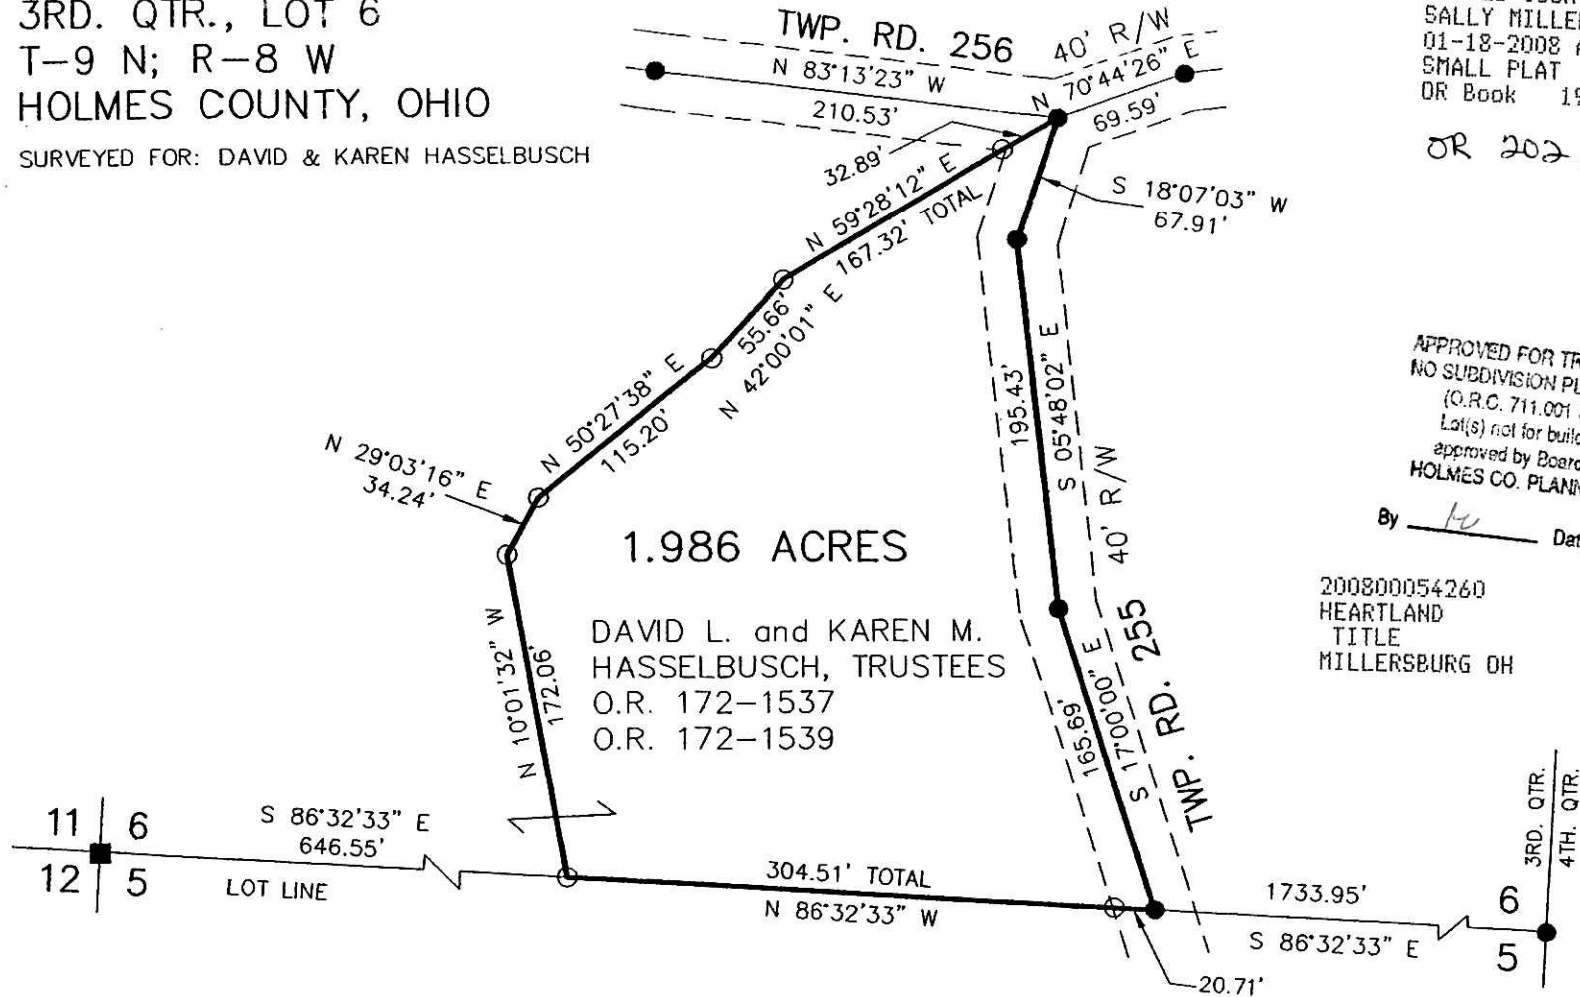 3RD. QTR., LOT 6
T-9 N; R-8 W
HOLMES COUNTY, OHIO
SURVEYED FOR: DAVID & KAREN HASSELBUSCH
TWP. RD. 256
40' R/W
N 83°13'23" W
210.53'
N 70°44'26" E
69.59'
32.89'
N 59°28'12" E
167.32' TOTAL
S 18°07'03" W
67.91'
55.66'
N 42°00'01" E
N 50°27'38" E
115.20'
N 29°03'16" E
34.24'
195.43'
S 05°48'02" E
40' R/W
TWP. RD. 255
1.986 ACRES
DAVID L. and KAREN M.
HASSELBUSCH, TRUSTEES
O.R. 172-1537
O.R. 172-1539
N 10°01'32" W
172.06'
165.69'
S 17°00'00" E
11 6
12 5
S 86°32'33" E
646.55'
LOT LINE
304.51' TOTAL
N 86°32'33" W
20.71'
1733.95'
S 86°32'33" E
6
5
3RD. QTR.
4TH. QTR.
SALLY MILLE
01-18-2008
SMALL PLAT
OR Book 19
OR 202
APPROVED FOR TR
NO SUBDIVISION PL
(O.R.C. 711.001
Lot(s) not for build
approved by Board
HOLMES CO. PLANN
By Dat
200800054260
HEARTLAND
TITLE
MILLERSBURG OH